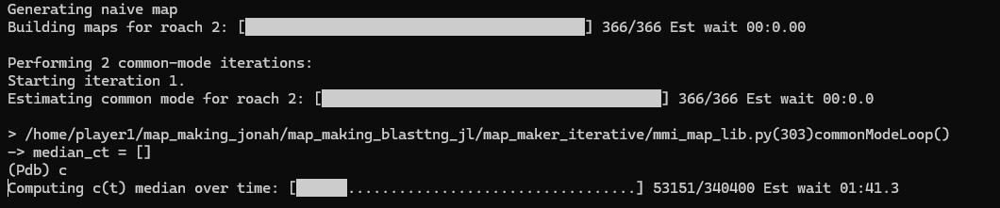 Generating naive map
Building maps for roach 2: [████████████████████████████████████████] 366/366 Est wait 00:0.00
Performing 2 common-mode iterations:
Starting iteration 1.
Estimating common mode for roach 2: [████████████████████████████████████████] 366/366 Est wait 00:0.0
> /home/player1/map_making_jonah/map_making_blasttng_jl/map_maker_iterative/mmi_map_lib.py(303)commonModeLoop()
-> median_ct = []
(Pdb) c
Computing c(t) median over time: [██████..................................] 53151/340400 Est wait 01:41.3